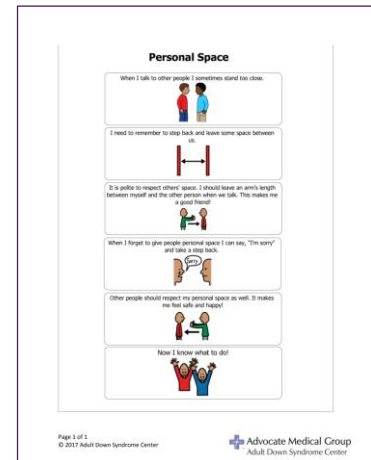 Personal Space
When I talk to other people I sometimes stand too close.
I need to remember to step back and leave some space between
us.
It is polite to respect others' space. I should leave an arm's length
between myself and the other person when we talk. This makes me
a good friend!
When I forget to give people personal space I can say, "I'm sorry"
and take a step back.
Sorry
Other people should respect my personal space as well. It makes
me feel safe and happy!
Now I know what to do!
Page 1 of 1
© 2017 Adult Down Syndrome Center
Advocate Medical Group
Adult Down Syndrome Center